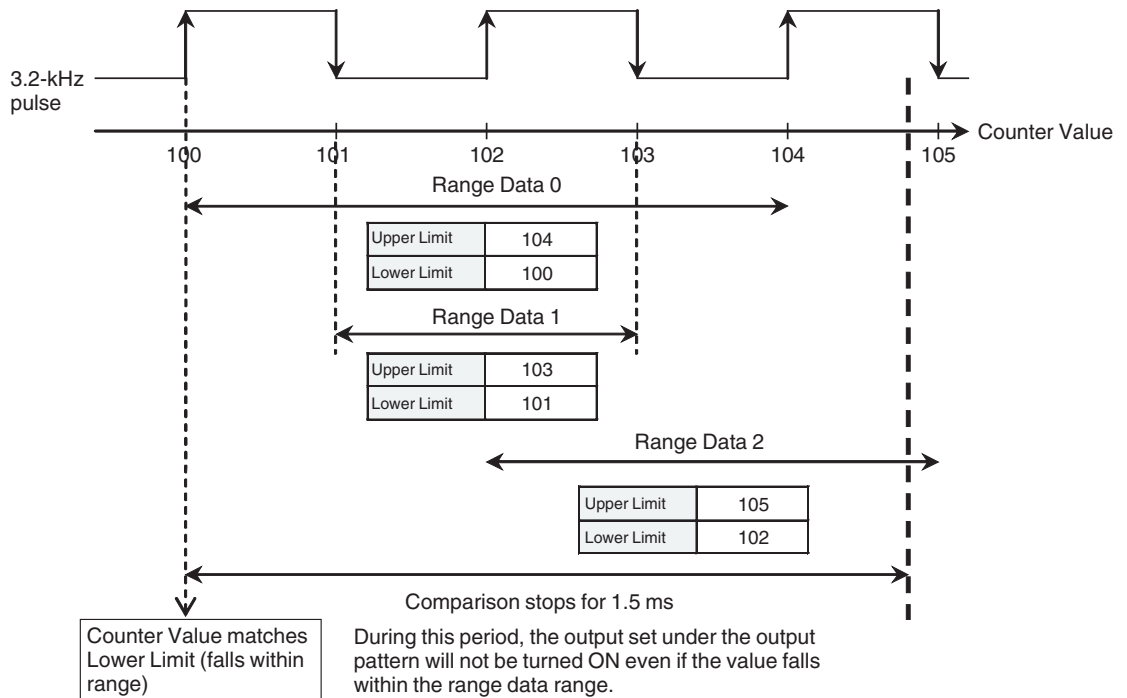 3.2-kHz
pulse
Counter Value
100 101 102 103 104 105
Range Data 0
Upper Limit 104
Lower Limit 100
Range Data 1
Upper Limit 103
Lower Limit 101
Range Data 2
Upper Limit 105
Lower Limit 102
Comparison stops for 1.5 ms
Counter Value matches
Lower Limit (falls within
range)
During this period, the output set under the output
pattern will not be turned ON even if the value falls
within the range data range.